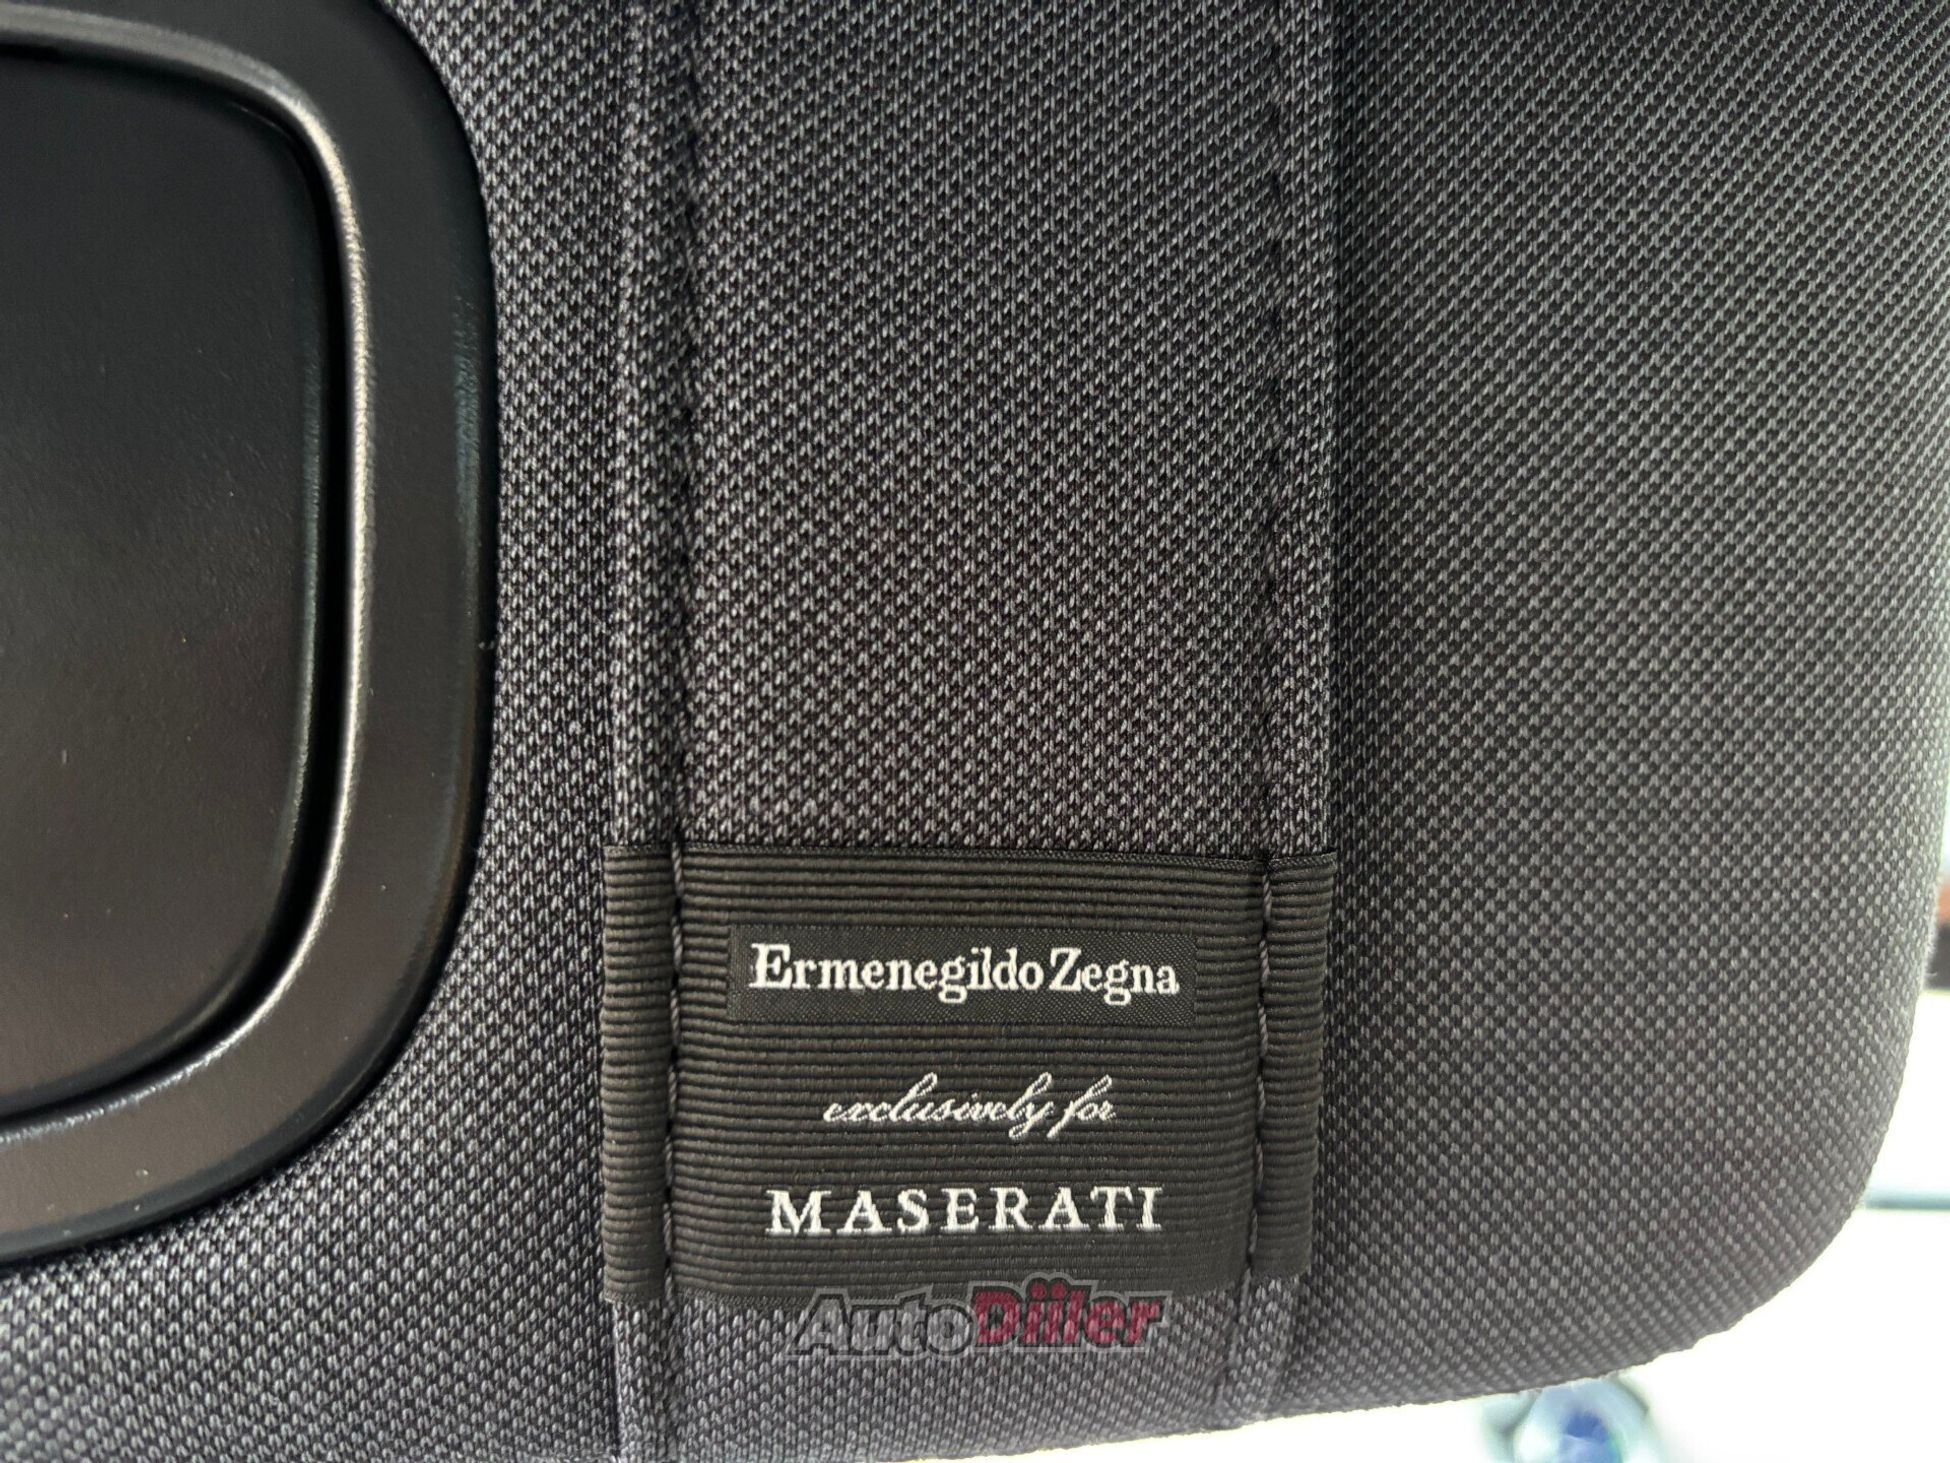 Ermenegildo Zegna
exclusively for
MASERATI
AutoDiiler